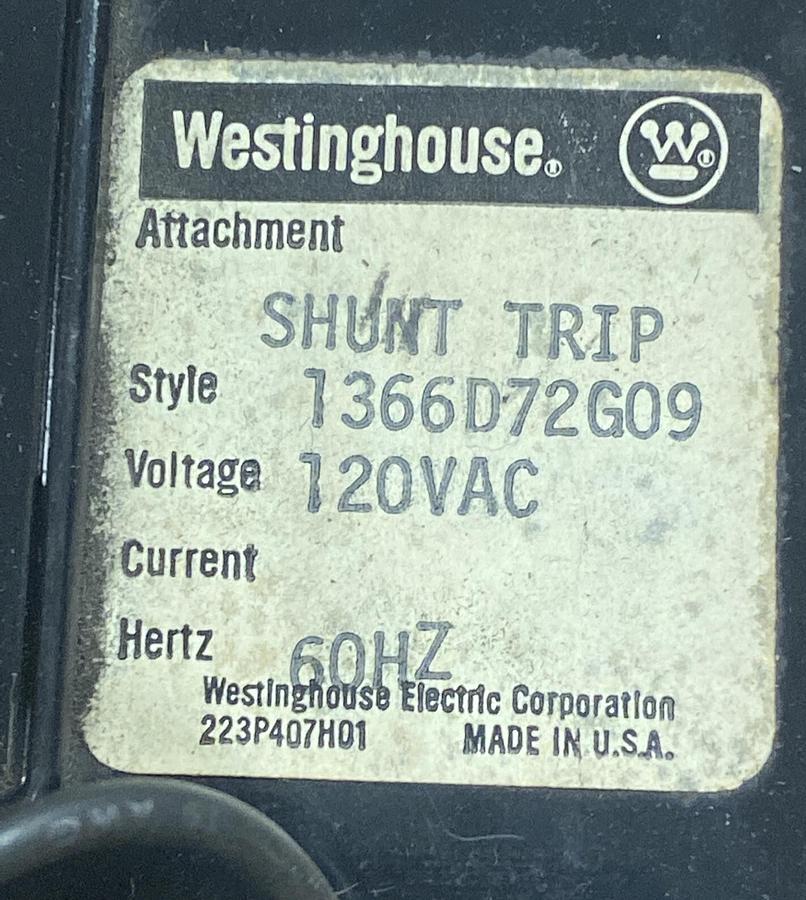 Westinghouse®
W®
Attachment
SHUNT TRIP
Style 1366D72G09
Voltage 120VAC
Current
Hertz 60HZ
Westinghouse Electric Corporation
223P407H01 MADE IN U.S.A.